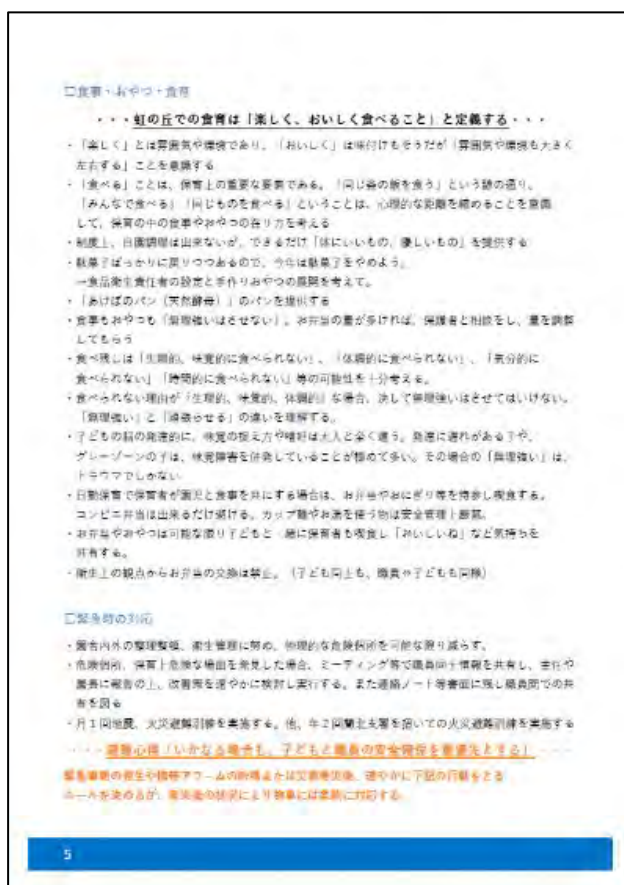 □食事・おやつ・食育
・・・虹の丘での食育は「楽しく、おいしく食べること」と定義する・・・
・「楽しく」とは雰囲気や環境であり、「おいしく」は味付けもそうだが「雰囲気や環境も大きく
左右する」ことを意識する
・「食べる」ことは、保育上の重要な要素である。「同じ釜の飯を食う」という諺の通り、
「みんなで食べる」「同じものを食べる」ということは、心理的な距離を縮めることを意識
して、保育の中の食事やおやつの在り方を考える
・制度上、自園調理は出来ないが、できるだけ「体にいいもの、優しいもの」を提供する
・駄菓子ばっかりに戻りつつあるので、今年は駄菓子をやめよう。
→食品衛生責任者の設定と手作りおやつの展開を考えて。
・「あけぼのパン（天然酵母）」のパンを提供する
・食事もおやつも「無理強いはさせない」。お弁当の量が多ければ、保護者と相談をし、量を調整
してもらう
・食べ残しは「生理的、味覚的に食べられない」、「体調的に食べられない」、「気分的に
食べられない」「時間的に食べられない」等の可能性を十分考える。
・食べられない理由が「生理的、味覚的、体調的」な場合、決して無理強いはさせてはいけない。
「無理強い」と「頑張らせる」の違いを理解する。
・子どもの脳の発達的に、味覚の捉え方や嗜好は大人と全く違う。発達に遅れがある子や、
グレーゾーンの子は、味覚障害を併発していることが極めて多い。その場合の「無理強い」は、
トラウマでしかない
・日勤保育で保育者が園児と食事を共にする場合は、お弁当やおにぎり等を持参し喫食する。
コンビニ弁当は出来るだけ避ける。カップ麺やお湯を使う物は安全管理上厳禁。
・お弁当やおやつは可能な限り子どもと一緒に保育者も喫食し「おいしいね」など気持ちを
共有する。
・衛生上の観点からお弁当の交換は禁止。（子ども同士も、職員や子どもも同様）
□緊急時の対応
・園舎内外の整理整頓、衛生管理に努め、物理的な危険個所を可能な限り減らす。
・危険個所、保育上危険な場面を発見した場合、ミーティング等で職員同士情報を共有し、主任や
園長に報告の上、改善策を速やかに検討し実行する。また連絡ノート等書面に残し職員間での共
有を図る
・月１回地震、火災避難訓練を実施する。他、年２回蘭北支署を招いての火災避難訓練を実施する
・・・避難心得「いかなる場合も、子どもと職員の安全確保を最優先とする」・・・
緊急事態の発生や携帯アラームの鳴動または災害発災後、速やかに下記の行動をとる
ルールを決めるが、発災後の状況により物事には柔軟に対応する
5